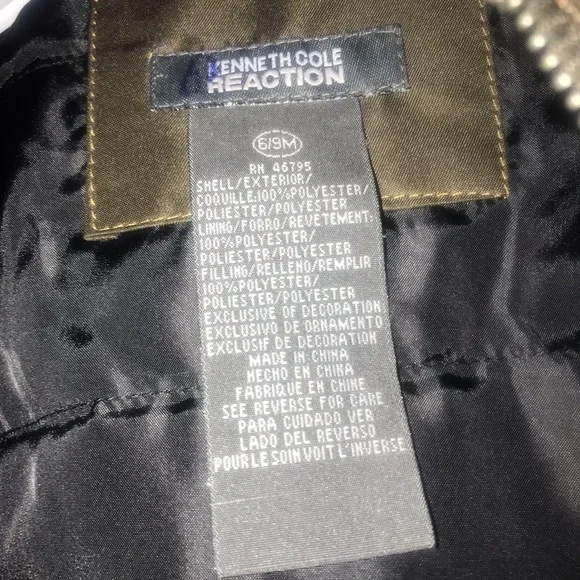 KENNETH COLE
REACTION
6/9M
RN 46795
SHELL/EXTERIOR/
COQUILLE:100%POLYESTER/
POLIESTER/POLYESTER
LINING/FORRO/REVETEMENT:
100%POLYESTER/
POLIESTER/POLYESTER
FILLING/RELLENO/REMPLIR
100%POLYESTER/
POLIESTER/POLYESTER
EXCLUSIVE OF DECORATION
EXCLUSIVO DE ORNAMENTO
EXCLUSIF DE DECORATION
MADE IN CHINA
HECHO EN CHINA
FABRIQUE EN CHINE
SEE REVERSE FOR CARE
PARA CUIDADO VER
LADO DEL REVERSO
POUR LE SOIN VOIT L'INVERSE